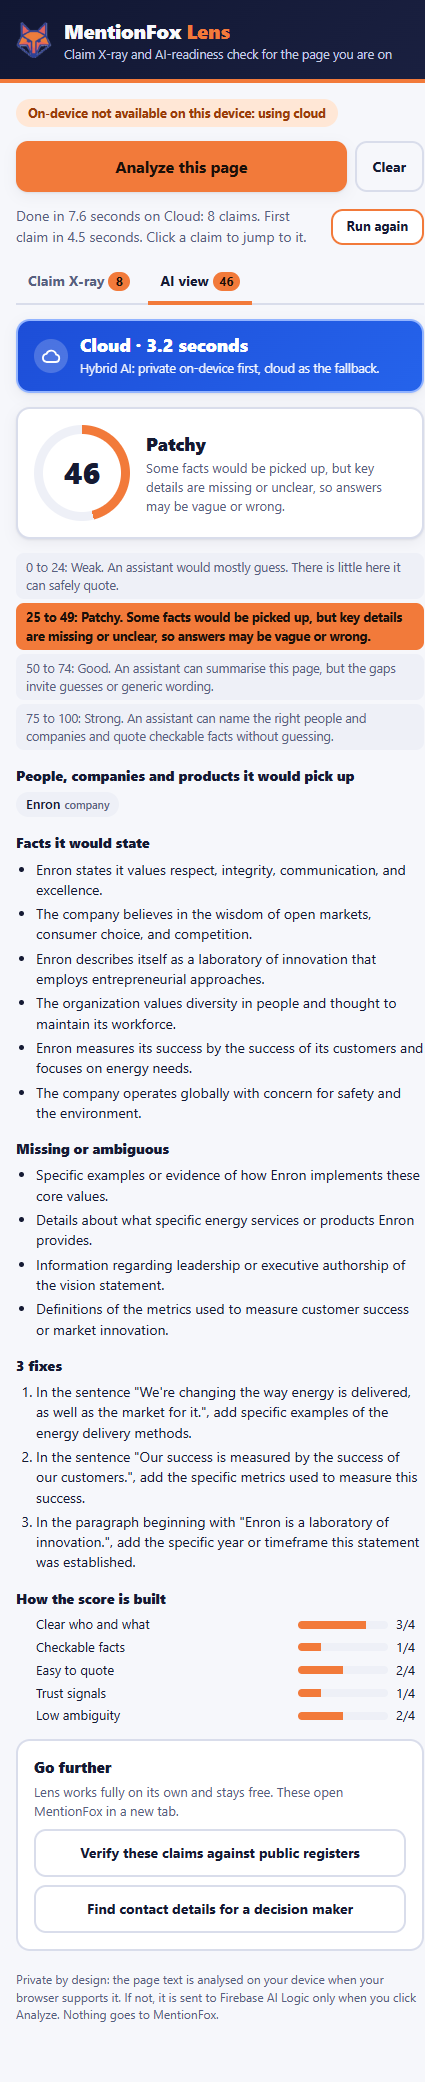 MentionFox Lens
Claim X-ray and AI-readiness check for the page you are on
On-device not available on this device: using cloud
Analyze this page
Clear
Done in 7.6 seconds on Cloud: 8 claims. First
claim in 4.5 seconds. Click a claim to jump to it.
Run again
Claim X-ray 8
AI view 46
Cloud · 3.2 seconds
Hybrid AI: private on-device first, cloud as the fallback.
46
Patchy
Some facts would be picked up, but key
details are missing or unclear, so answers
may be vague or wrong.
0 to 24: Weak. An assistant would mostly guess. There is little here it
can safely quote.
25 to 49: Patchy. Some facts would be picked up, but key details
are missing or unclear, so answers may be vague or wrong.
50 to 74: Good. An assistant can summarise this page, but the gaps
invite guesses or generic wording.
75 to 100: Strong. An assistant can name the right people and
companies and quote checkable facts without guessing.
People, companies and products it would pick up
Enron company
Facts it would state
• Enron states it values respect, integrity, communication, and
excellence.
• The company believes in the wisdom of open markets,
consumer choice, and competition.
• Enron describes itself as a laboratory of innovation that
employs entrepreneurial approaches.
• The organization values diversity in people and thought to
maintain its workforce.
• Enron measures its success by the success of its customers and
focuses on energy needs.
• The company operates globally with concern for safety and
the environment.
Missing or ambiguous
• Specific examples or evidence of how Enron implements these
core values.
• Details about what specific energy services or products Enron
provides.
• Information regarding leadership or executive authorship of
the vision statement.
• Definitions of the metrics used to measure customer success
or market innovation.
3 fixes
1. In the sentence "We're changing the way energy is delivered,
as well as the market for it.", add specific examples of the
energy delivery methods.
2. In the sentence "Our success is measured by the success of
our customers.", add the specific metrics used to measure this
success.
3. In the paragraph beginning with "Enron is a laboratory of
innovation.", add the specific year or timeframe this statement
was established.
How the score is built
Clear who and what 3/4
Checkable facts 1/4
Easy to quote 2/4
Trust signals 1/4
Low ambiguity 2/4
Go further
Lens works fully on its own and stays free. These open
MentionFox in a new tab.
Verify these claims against public registers
Find contact details for a decision maker
Private by design: the page text is analysed on your device when your
browser supports it. If not, it is sent to Firebase AI Logic only when you click
Analyze. Nothing goes to MentionFox.